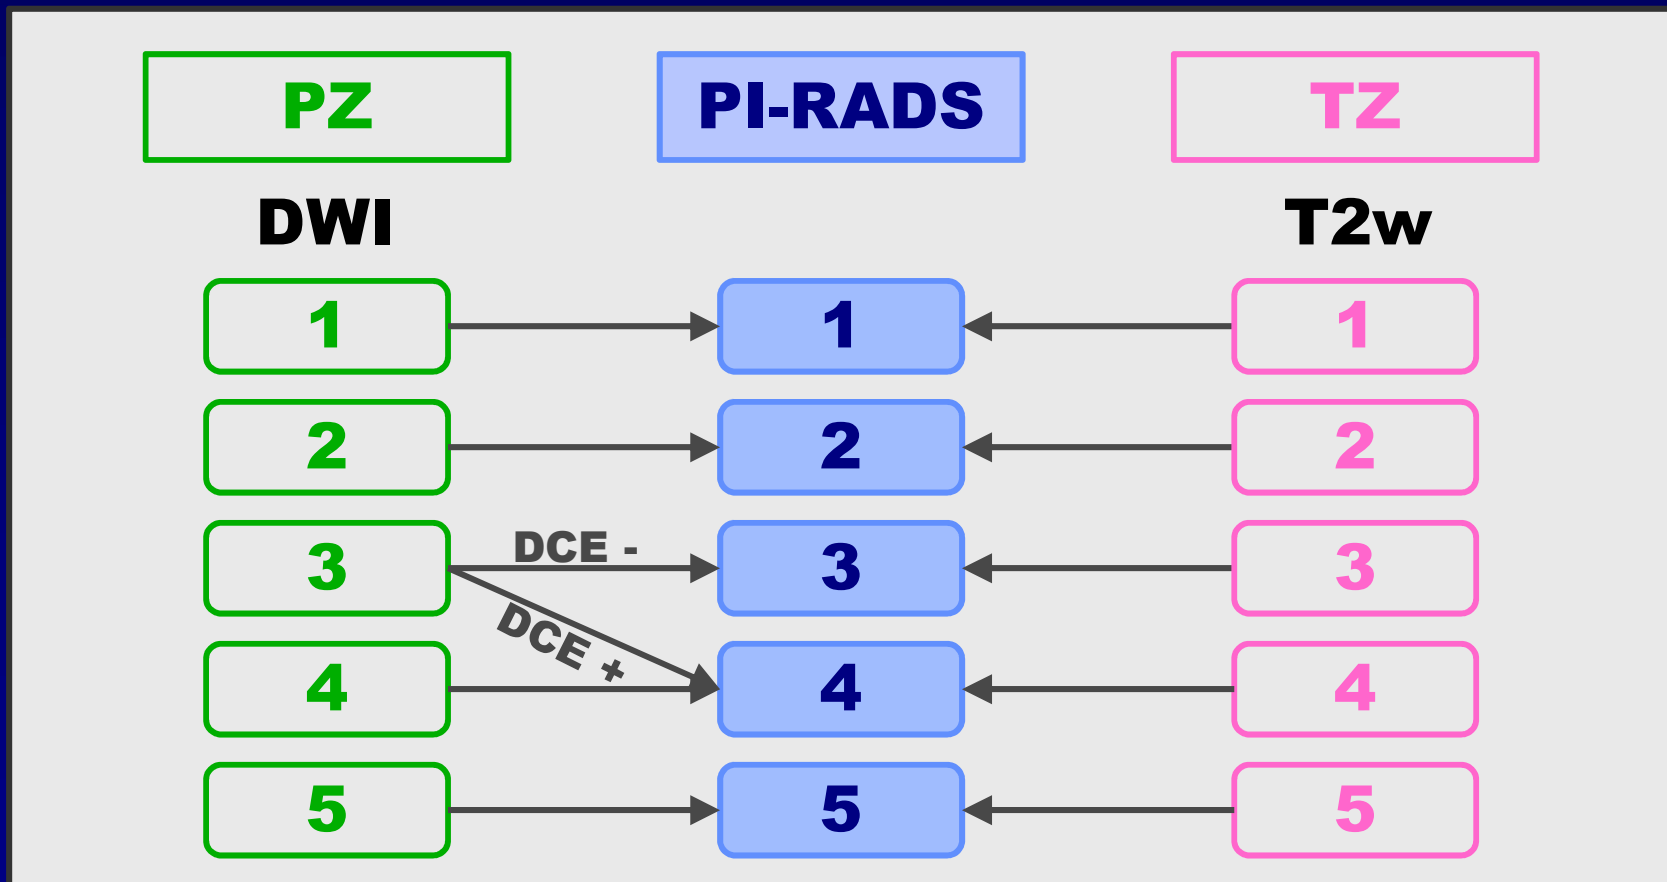 PZ PI-RADS TZ
DWI T2w
1 1 1
2 2 2
DCE -
3 3 3
DCE +
4 4 4
5 5 5